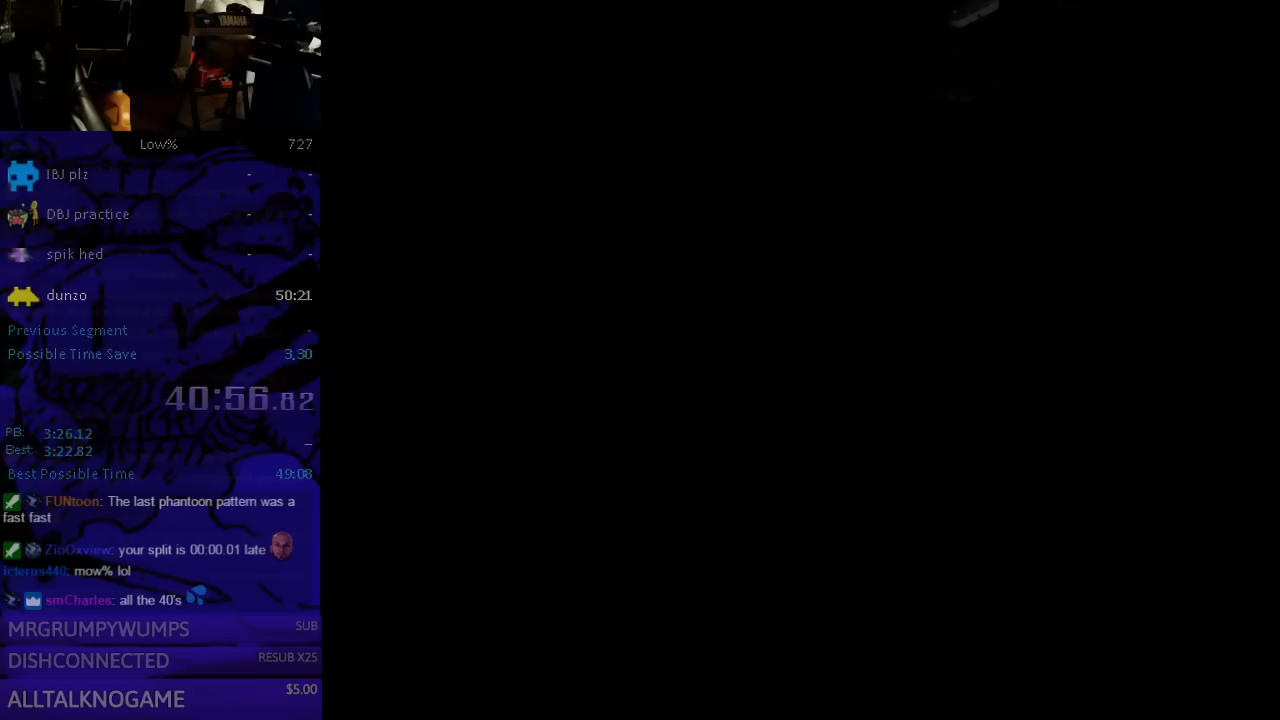 YAMAHA
Low% 727
IBJ plz - -
DBJ practice - -
spik hed - -
dunzo 50:21
Previous Segment -
Possible Time Save 3.30
40:56.82
PB: 3:26.12
Best: 3:22.82 –
Best Possible Time 49:08
FUNtoon: The last phantoon pattern was a
fast fast
ZioOxview: your split is 00:00.01 late
Icterus440: mow% lol
smCharles: all the 40's
MRGRUMPYWUMPS SUB
DISHCONNECTED RESUB X25
ALLTALKNOGAME $5.00